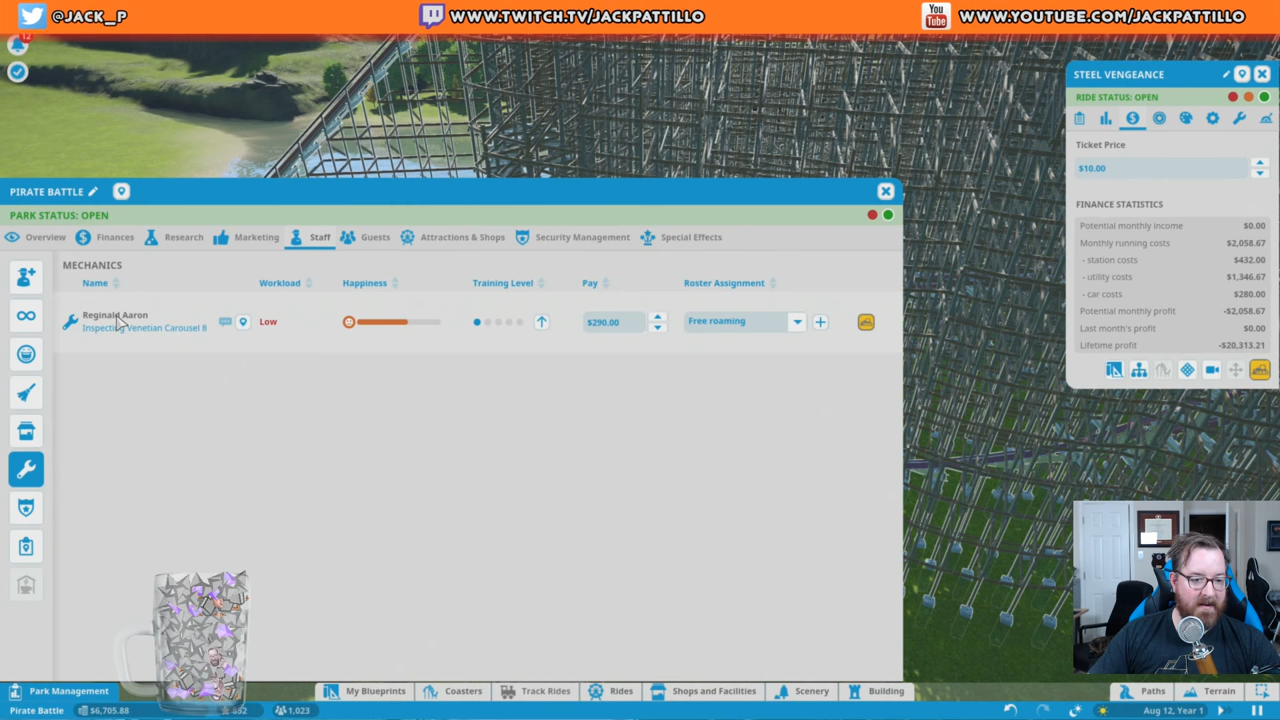 @JACK_P
WWW.TWITCH.TV/JACKPATTILLO
You
Tube
WWW.YOUTUBE.COM/JACKPATTILLO
12
STEEL VENGEANCE
RIDE STATUS: OPEN
Ticket Price
$10.00
FINANCE STATISTICS
Potential monthly income $0.00
Monthly running costs $2,058.67
- station costs $432.00
- utility costs $1,346.67
- car costs $280.00
Potential monthly profit -$2,058.67
Last month's profit $0.00
Lifetime profit -$20,313.21
PIRATE BATTLE
PARK STATUS: OPEN
Overview Finances Research Marketing Staff Guests Attractions & Shops Security Management Special Effects
MECHANICS
Name Workload Happiness Training Level Pay Roster Assignment
Reginald Aaron
Inspecting Venetian Carousel 8
Low
$290.00
Free roaming
Park Management My Blueprints Coasters Track Rides Rides Shops and Facilities Scenery Building Paths Terrain
Pirate Battle $6,705.88 892 1,023 Aug 12, Year 1